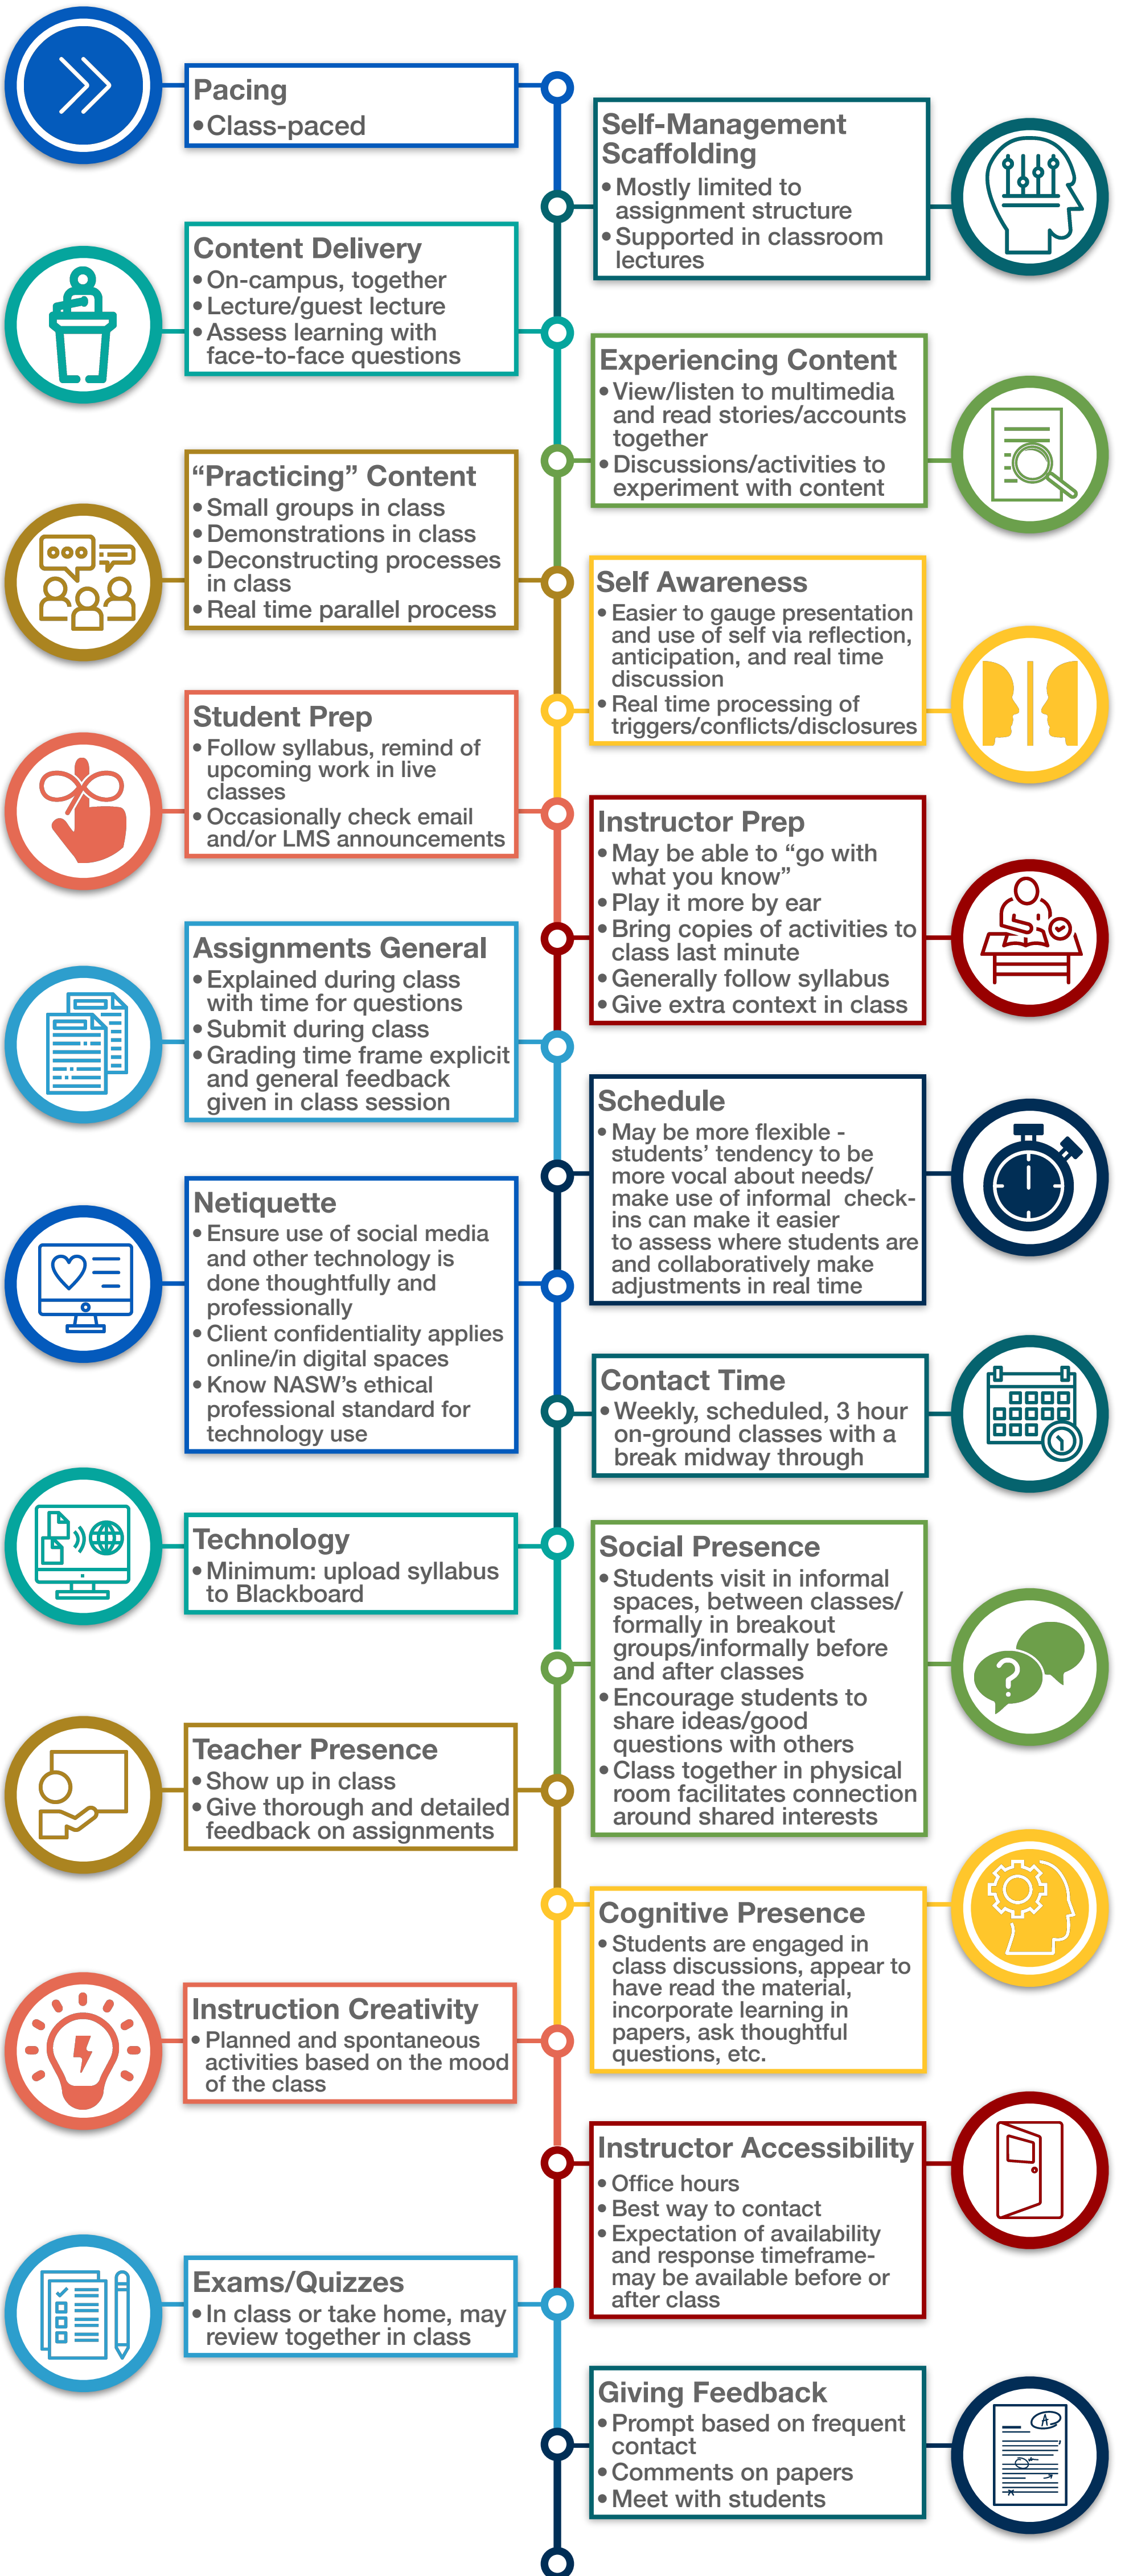 Pacing
•Class-paced
Self-Management
Scaffolding
•Mostly limited to
assignment structure
•Supported in classroom
lectures
Content Delivery
•On-campus, together
•Lecture/guest lecture
•Assess learning with
face-to-face questions
Experiencing Content
•View/listen to multimedia
and read stories/accounts
together
•Discussions/activities to
experiment with content
“Practicing” Content
•Small groups in class
•Demonstrations in class
•Deconstructing processes
in class
•Real time parallel process
Self Awareness
•Easier to gauge presentation
and use of self via reflection,
anticipation, and real time
discussion
•Real time processing of
triggers/conflicts/disclosures
Student Prep
•Follow syllabus, remind of
upcoming work in live
classes
•Occasionally check email
and/or LMS announcements
Instructor Prep
•May be able to “go with
what you know”
•Play it more by ear
•Bring copies of activities to
class last minute
•Generally follow syllabus
•Give extra context in class
Assignments General
•Explained during class
with time for questions
•Submit during class
•Grading time frame explicit
and general feedback
given in class session
Schedule
•May be more flexible -
students’ tendency to be
more vocal about needs/
make use of informal check-
ins can make it easier
to assess where students are
and collaboratively make
adjustments in real time
Netiquette
•Ensure use of social media
and other technology is
done thoughtfully and
professionally
•Client confidentiality applies
online/in digital spaces
•Know NASW’s ethical
professional standard for
technology use
Contact Time
•Weekly, scheduled, 3 hour
on-ground classes with a
break midway through
Technology
•Minimum: upload syllabus
to Blackboard
Social Presence
•Students visit in informal
spaces, between classes/
formally in breakout
groups/informally before
and after classes
•Encourage students to
share ideas/good
questions with others
•Class together in physical
room facilitates connection
around shared interests
?
Teacher Presence
•Show up in class
•Give thorough and detailed
feedback on assignments
Cognitive Presence
•Students are engaged in
class discussions, appear to
have read the material,
incorporate learning in
papers, ask thoughtful
questions, etc.
Instruction Creativity
•Planned and spontaneous
activities based on the mood
of the class
Instructor Accessibility
•Office hours
•Best way to contact
•Expectation of availability
and response timeframe-
may be available before or
after class
Exams/Quizzes
•In class or take home, may
review together in class
Giving Feedback
•Prompt based on frequent
contact
•Comments on papers
•Meet with students
A